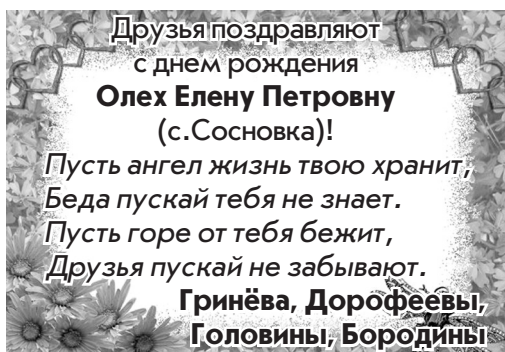 Друзья поздравляют
с днем рождения
Олех Елену Петровну
(с.Сосновка)!
Пусть ангел жизнь твою хранит,
Беда пускай тебя не знает.
Пусть горе от тебя бежит,
Друзья пускай не забывают.
Гринёва, Дорофеевы,
Головины, Бородины